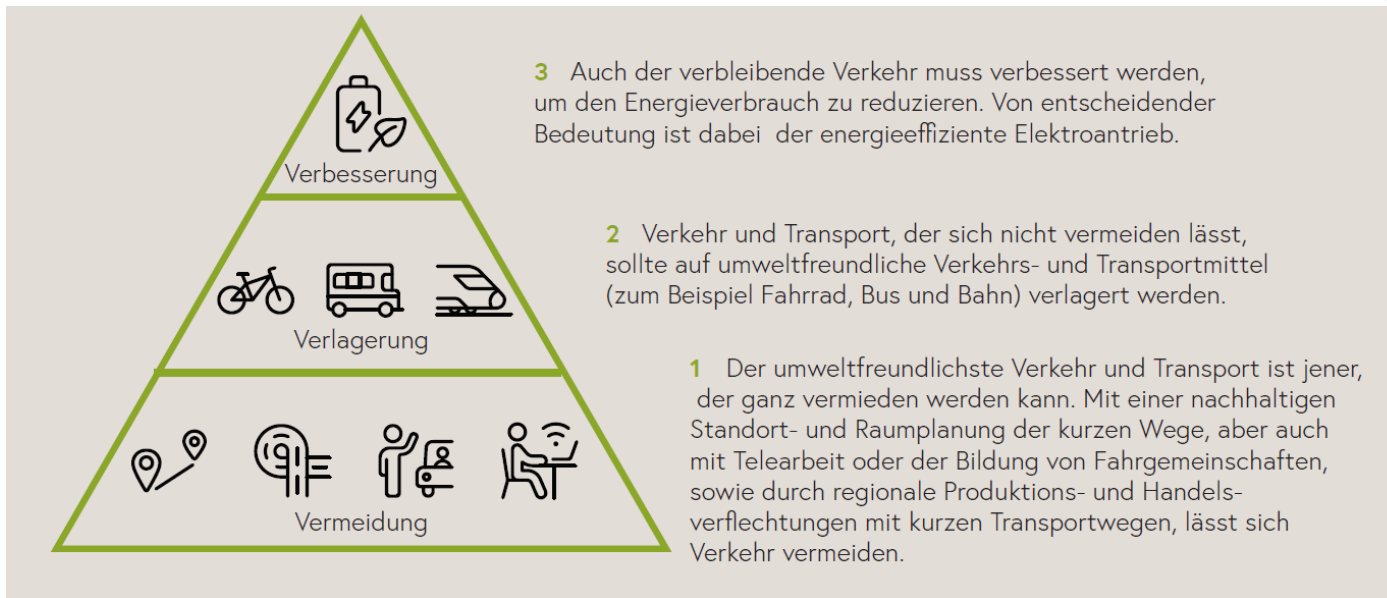 3 Auch der verbleibende Verkehr muss verbessert werden,
um den Energieverbrauch zu reduzieren. Von entscheidender
Bedeutung ist dabei der energieeffiziente Elektroantrieb.
Verbesserung
2 Verkehr und Transport, der sich nicht vermeiden lässt,
sollte auf umweltfreundliche Verkehrs- und Transportmittel
(zum Beispiel Fahrrad, Bus und Bahn) verlagert werden.
Verlagerung
1 Der umweltfreundlichste Verkehr und Transport ist jener,
der ganz vermieden werden kann. Mit einer nachhaltigen
Standort- und Raumplanung der kurzen Wege, aber auch
mit Telearbeit oder der Bildung von Fahrgemeinschaften,
sowie durch regionale Produktions- und Handels-
verflechtungen mit kurzen Transportwegen, lässt sich
Verkehr vermeiden.
Vermeidung